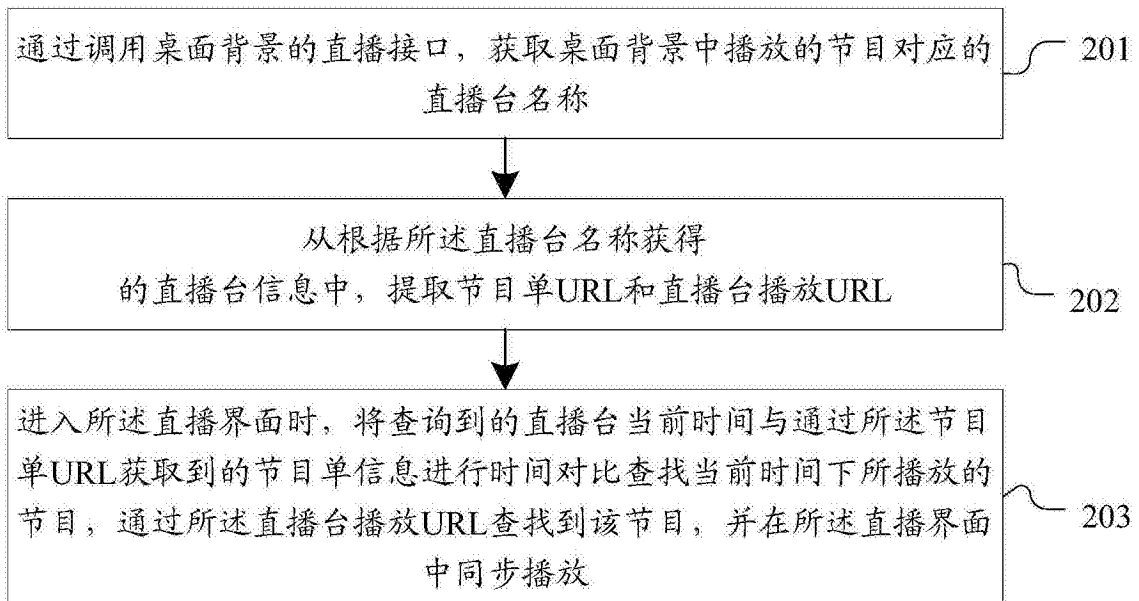 通过调用桌面背景的直播接口，获取桌面背景中播放的节目对应的
直播台名称
201
从根据所述直播台名称获得
的直播台信息中，提取节目单URL和直播台播放URL
202
进入所述直播界面时，将查询到的直播台当前时间与通过所述节目
单URL获取到的节目单信息进行时间对比查找当前时间下所播放的
节目，通过所述直播台播放URL查找到该节目，并在所述直播界面
中同步播放
203